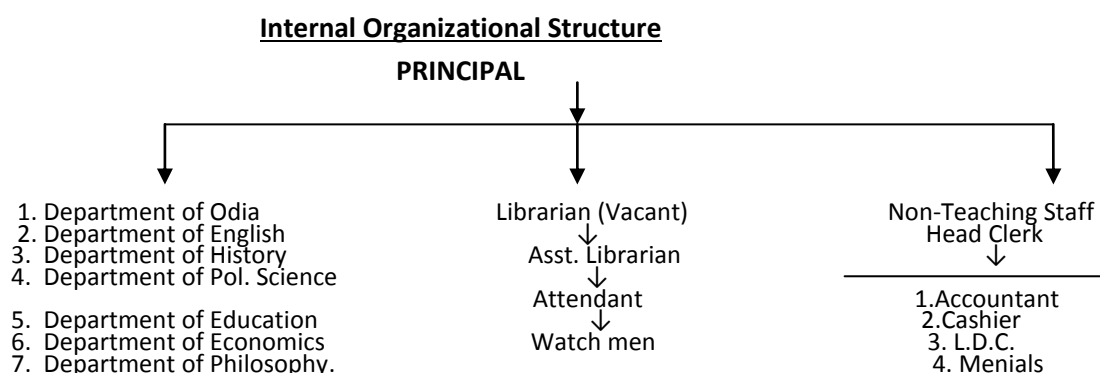 Internal Organizational Structure
PRINCIPAL
1. Department of Odia
2. Department of English
3. Department of History
4. Department of Pol. Science
5. Department of Education
6. Department of Economics
7. Department of Philosophy.
Librarian (Vacant)
Asst. Librarian
Attendant
Watch men
Non-Teaching Staff
Head Clerk
1.Accountant
2.Cashier
3. L.D.C.
4. Menials